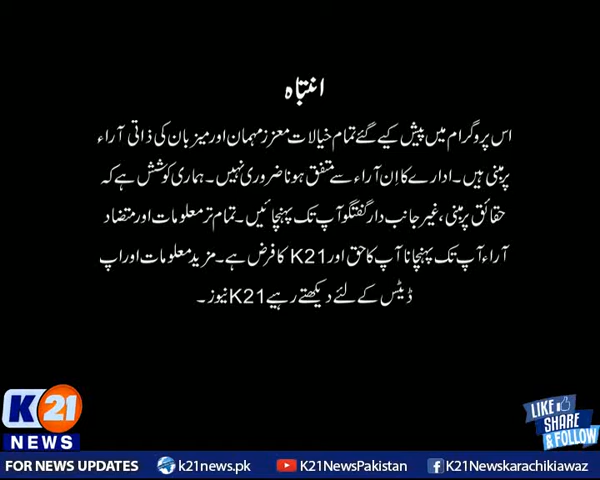 انتباہ
اس پروگرام میں پیش کیے گئے تمام خیالات معزز مہمان اور میزبان کی ذاتی آراء
پر مبنی ہیں۔ ادارے کا اِن آراء سے متفق ہونا ضروری نہیں۔ ہماری کوشش ہے کہ
حقائق پر مبنی، غیر جانب دار گفتگو آپ تک پہنچائیں۔ تمام تر معلومات اور متضاد
آراء آپ تک پہنچانا آپ کا حق اور K21 کا فرض ہے۔ مزید معلومات اور اپ
ڈیٹس کے لئے دیکھتے رہیے K21 نیوز۔
K21
NEWS
LIKE
SHARE
& FOLLOW
FOR NEWS UPDATES k21news.pk K21NewsPakistan K21Newskarachikiawaz